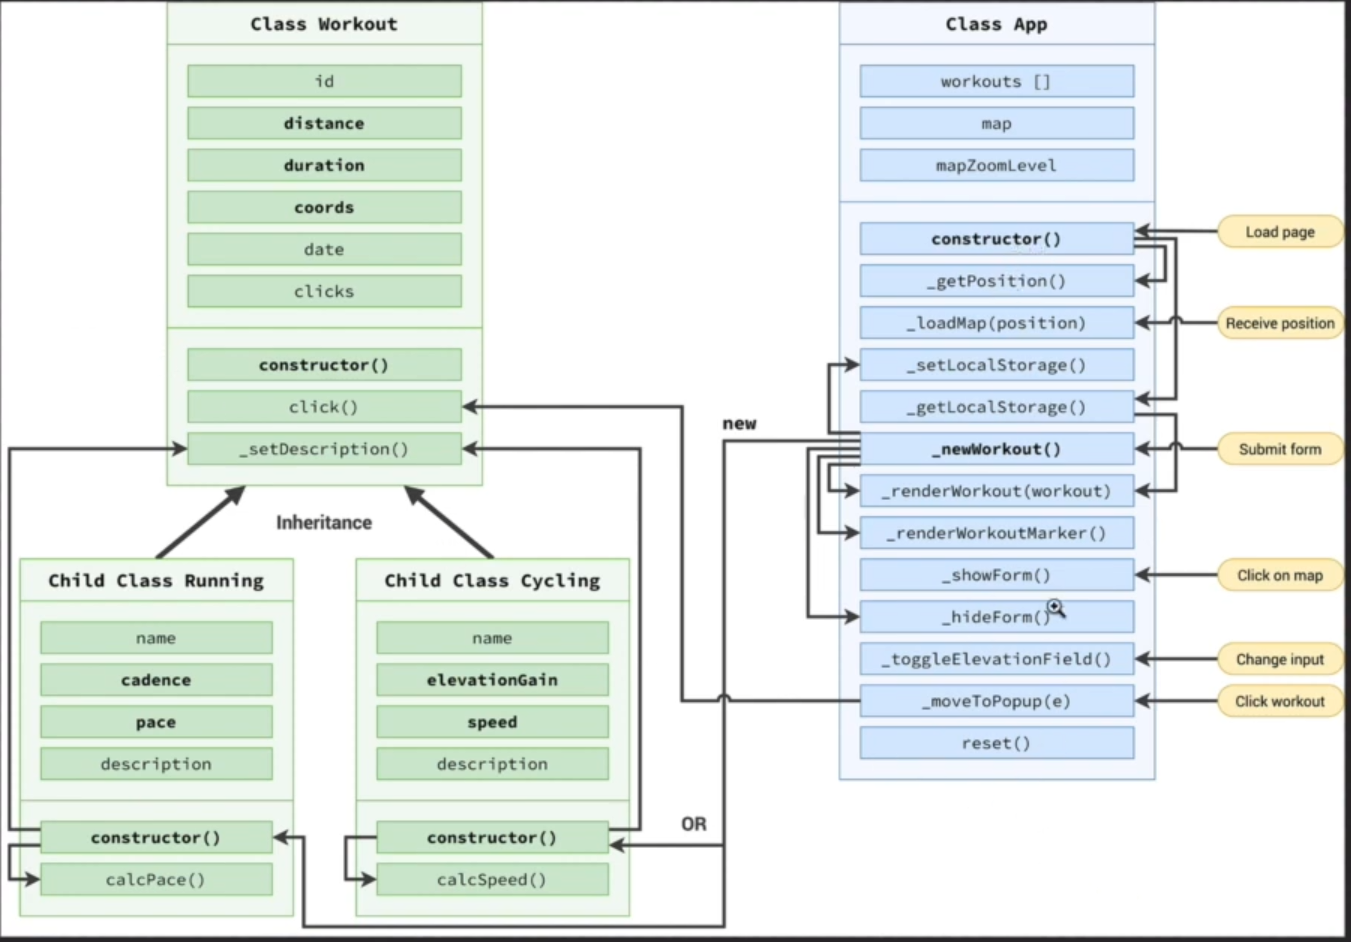 Class Workout
id
distance
duration
coords
date
clicks
constructor()
click()
_setDescription()
Inheritance
Child Class Running
name
cadence
pace
description
constructor()
calcPace()
Child Class Cycling
name
elevationGain
speed
description
constructor()
calcSpeed()
new
OR
Class App
workouts []
map
mapZoomLevel
constructor()
_getPosition()
_loadMap(position)
_setLocalStorage()
_getLocalStorage()
_newWorkout()
_renderWorkout(workout)
_renderWorkoutMarker()
_showForm()
_hideForm()
_toggleElevationField()
_moveToPopup(e)
reset()
Load page
Receive position
Submit form
Click on map
Change input
Click workout